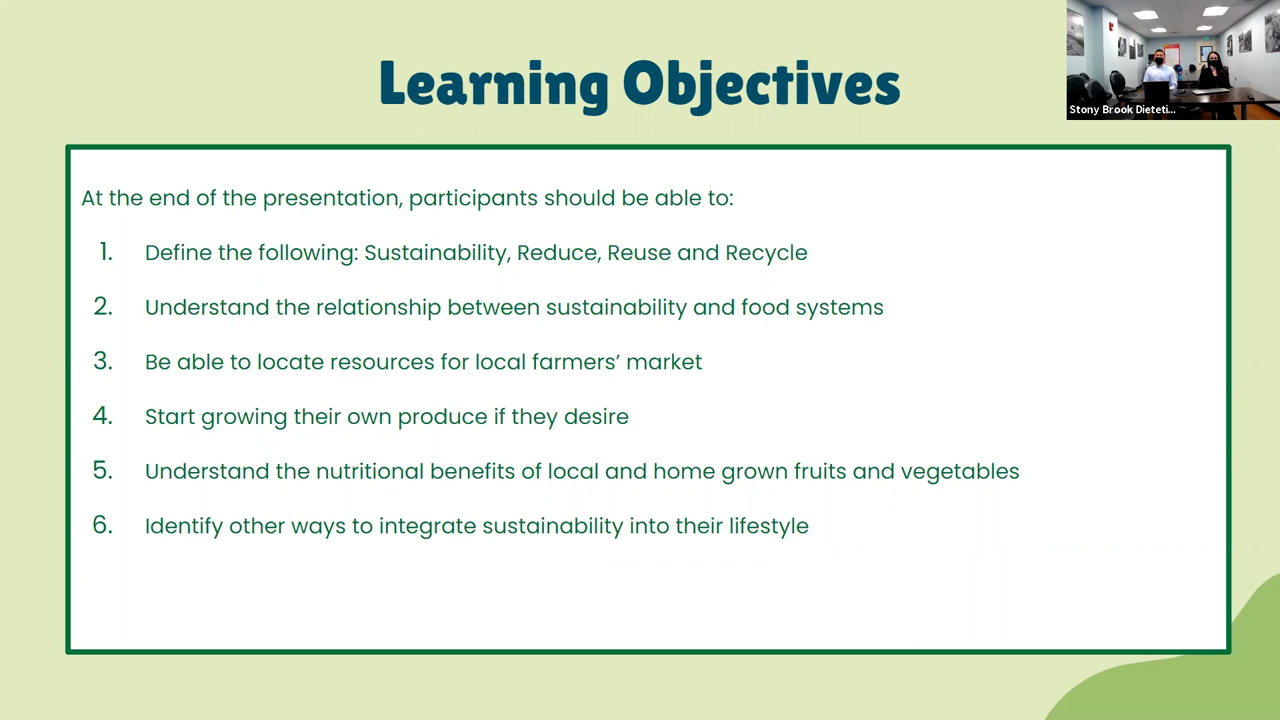 Learning Objectives
Stony Brook Dieteti...
At the end of the presentation, participants should be able to:
1. Define the following: Sustainability, Reduce, Reuse and Recycle
2. Understand the relationship between sustainability and food systems
3. Be able to locate resources for local farmers’ market
4. Start growing their own produce if they desire
5. Understand the nutritional benefits of local and home grown fruits and vegetables
6. Identify other ways to integrate sustainability into their lifestyle